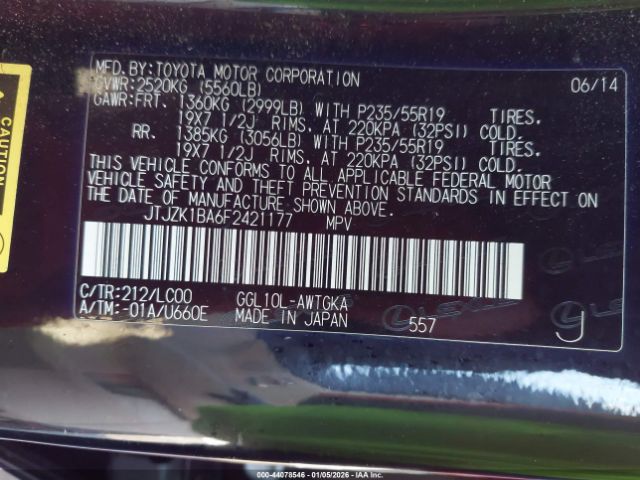 MFD.BY:TOYOTA MOTOR CORPORATION 06/14
GVWR:2520KG (5560LB)
GAWR:FRT. 1360KG (2999LB) WITH P235/55R19 TIRES.
19X7 1/2J RIMS, AT 220KPA (32PSI) COLD.
RR. 1385KG (3056LB) WITH P235/55R19 TIRES.
19X7 1/2J RIMS, AT 220KPA (32PSI) COLD.
THIS VEHICLE CONFORMS TO ALL APPLICABLE FEDERAL MOTOR
VEHICLE SAFETY AND THEFT PREVENTION STANDARDS IN EFFECT ON
THE DATE OF MANUFACTURE SHOWN ABOVE.
JTJZK1BA6F2421177 MPV
C/TR:212/LC00 GGL10L-AWTGKA
A/TM:-01A/U660E MADE IN JAPAN 557 J
LEXUS
000-44078546 - 01/05/2026 - IAA Inc.